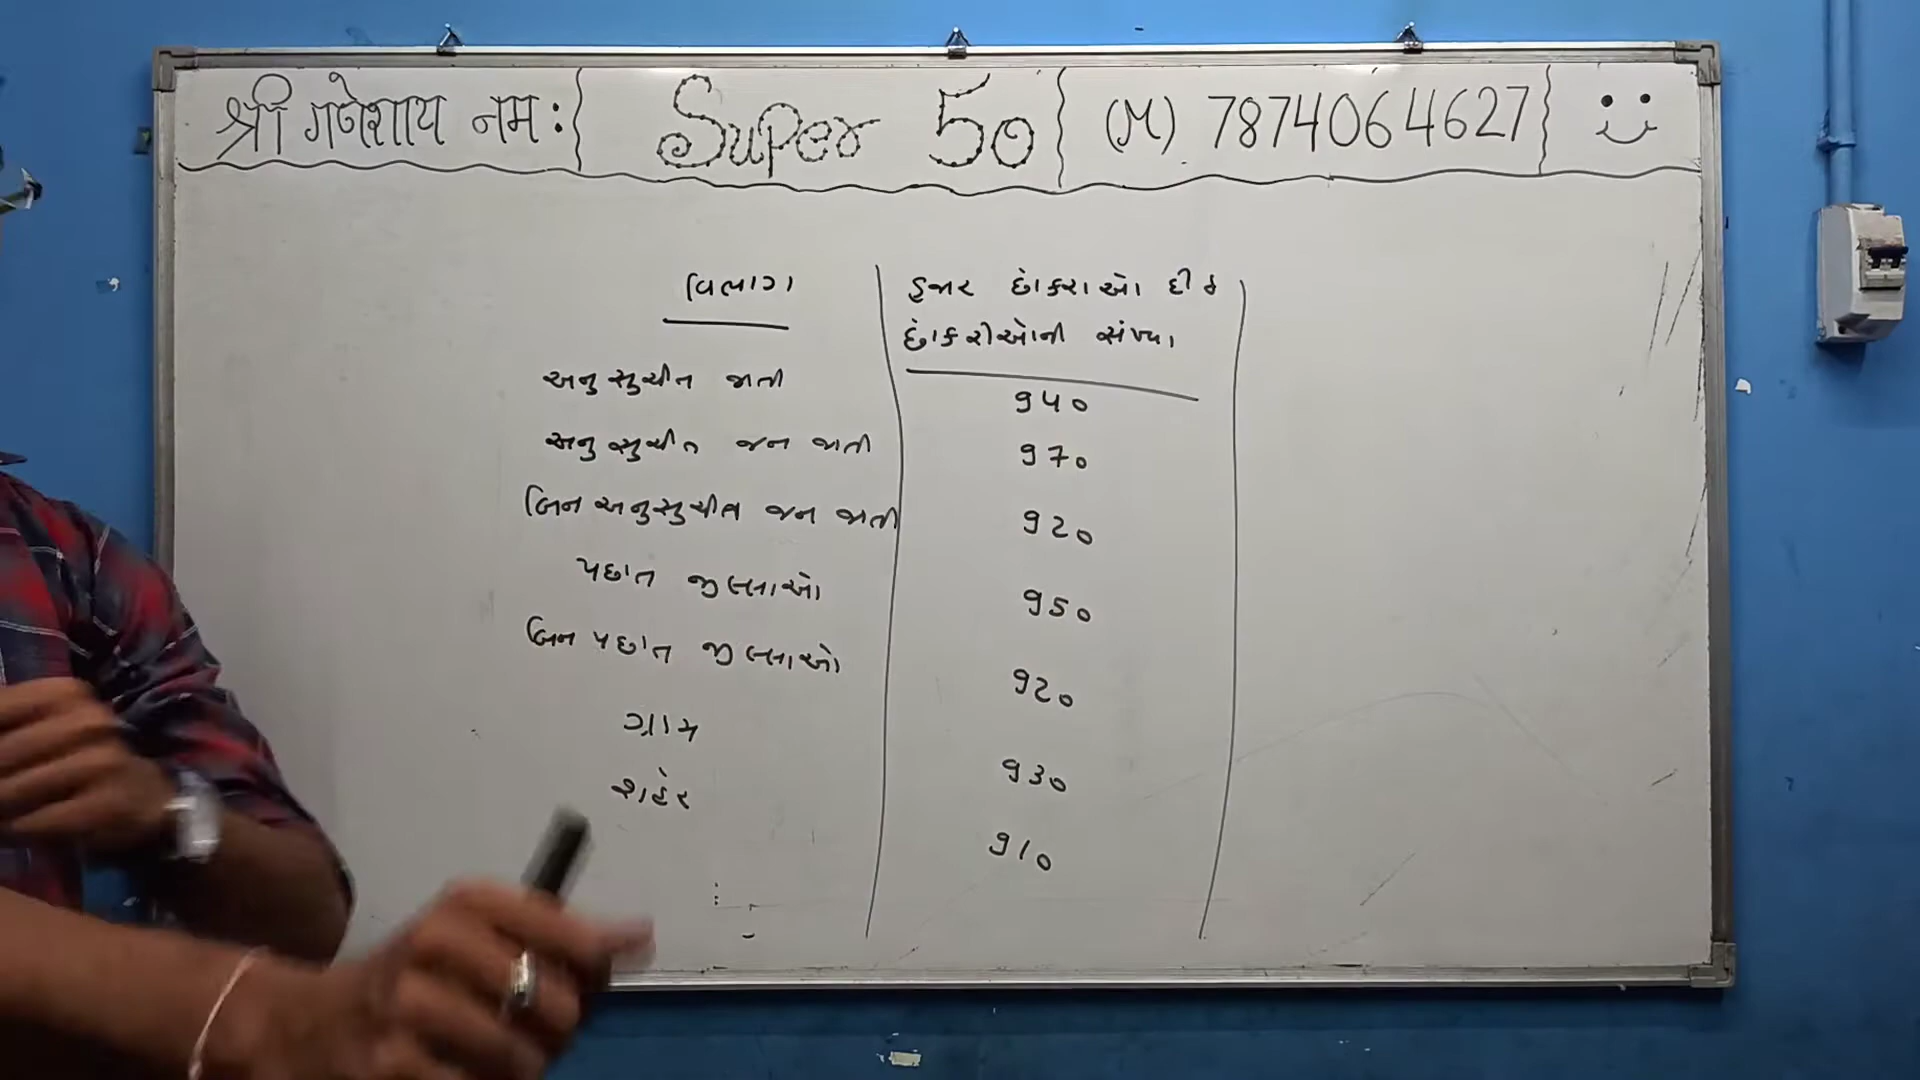 श्री गणेशाय नमः Super 50 (M) 7874064627
વિભાગ
હજાર છોકરાઓ દીઠ
છોકરીઓની સંખ્યા
અનુસુચીત જાતી 940
અનુસુચીત જન જાતી 970
બિન અનુસુચીત જન જાતી 920
પછાત જીલ્લાઓ 950
બિન પછાત જીલ્લાઓ 920
ગ્રામ 930
શહેર 910